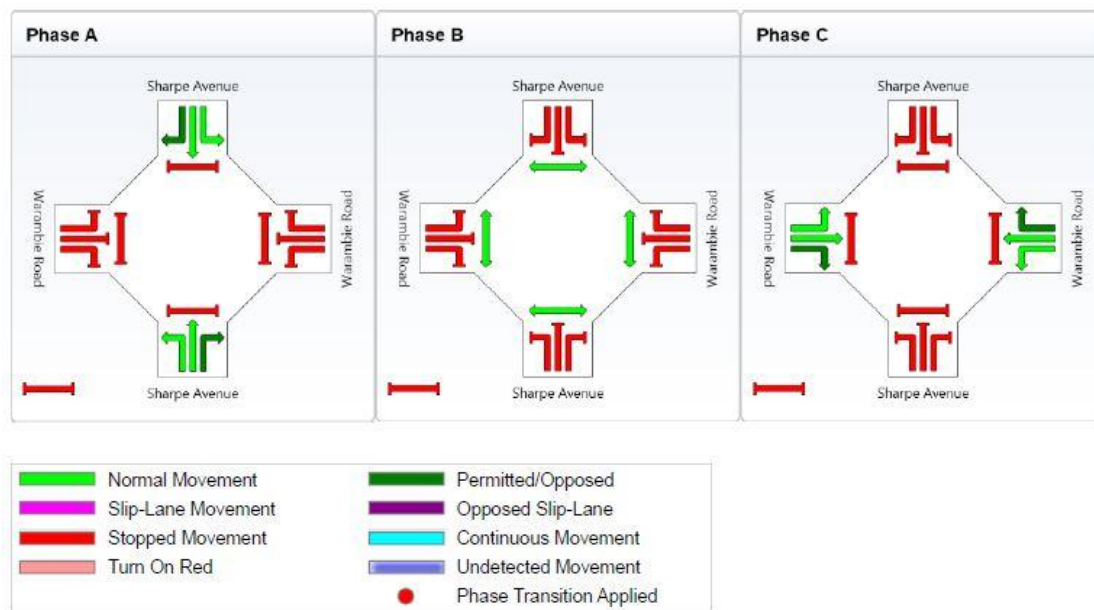 Phase A
Phase B
Phase C
Sharpe Avenue
Warambie Road
Warambie Road
Sharpe Avenue
Sharpe Avenue
Warambie Road
Warambie Road
Sharpe Avenue
Sharpe Avenue
Warambie Road
Warambie Road
Sharpe Avenue
Normal Movement
Permitted/Opposed
Slip-Lane Movement
Opposed Slip-Lane
Stopped Movement
Continuous Movement
Turn On Red
Undetected Movement
Phase Transition Applied